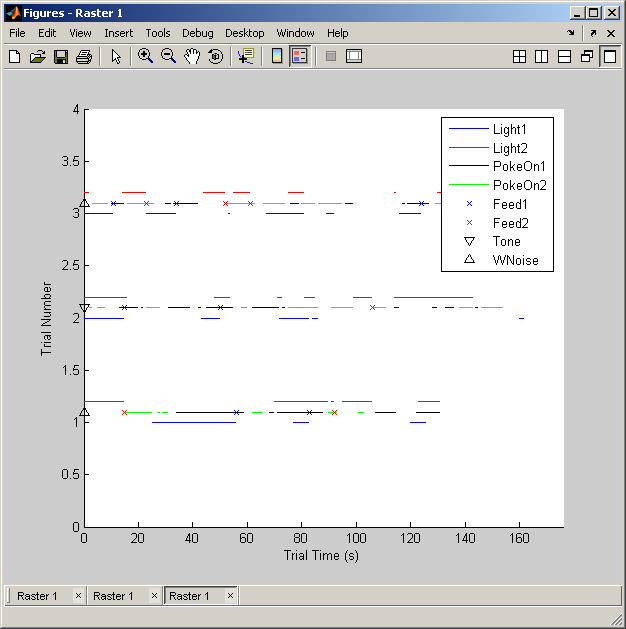 Figures - Raster 1
File Edit View Insert Tools Debug Desktop Window Help
4
3.5
3
2.5
2
1.5
1
0.5
0
Trial Number
Light1
Light2
PokeOn1
PokeOn2
Feed1
Feed2
Tone
WNoise
0 20 40 60 80 100 120 140 160
Trial Time (s)
Raster 1 Raster 1 Raster 1